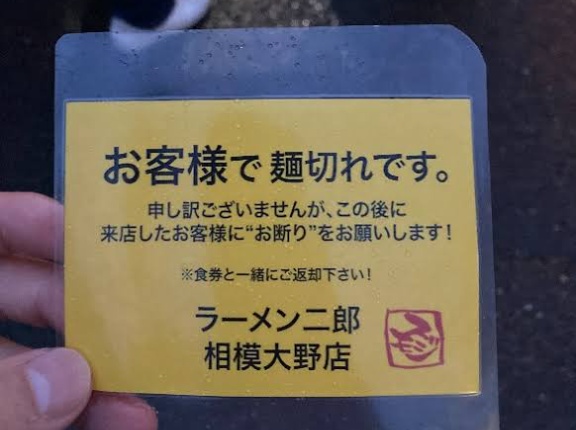 お客様で 麺切れです。
申し訳ございませんが、この後に
来店したお客様に“お断り”をお願いします！
※食券と一緒にご返却下さい！
ラーメン二郎
相模大野店